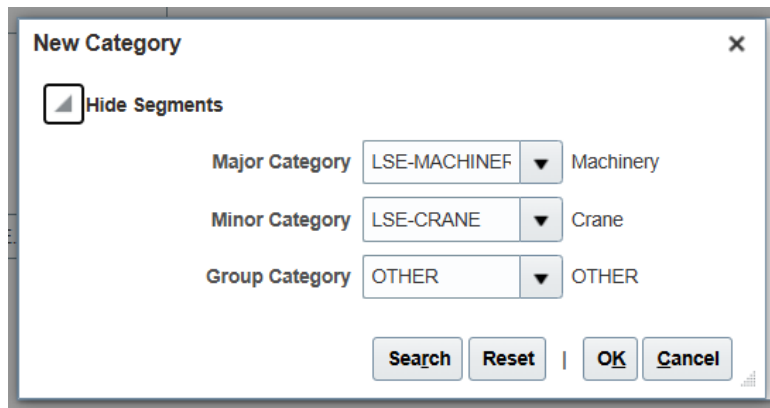 New Category
Hide Segments
Major Category LSE-MACHINER Machinery
Minor Category LSE-CRANE Crane
Group Category OTHER OTHER
Search Reset | OK Cancel